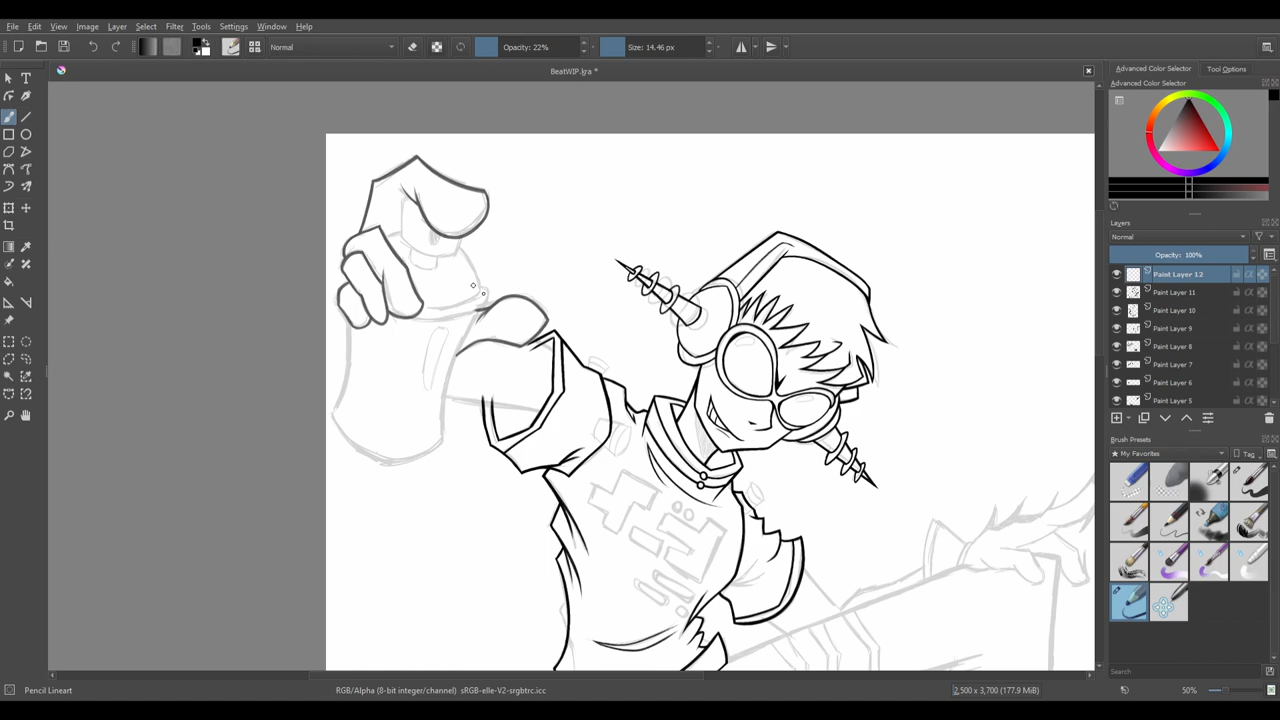 File Edit View Image Layer Select Filter Tools Settings Window Help
Normal Opacity: 22% Size: 14.46 px
BeatWIP.kra *
Advanced Color Selector Tool Options
Advanced Color Selector
Layers
Normal
Opacity: 100%
Paint Layer 12
Paint Layer 11
Paint Layer 10
Paint Layer 9
Paint Layer 8
Paint Layer 7
Paint Layer 6
Paint Layer 5
Brush Presets
My Favorites Tag
Search
Pencil Lineart RGB/Alpha (8-bit integer/channel) sRGB-elle-V2-srgbtrc.icc 2,500 x 3,700 (177.9 MiB) 50%